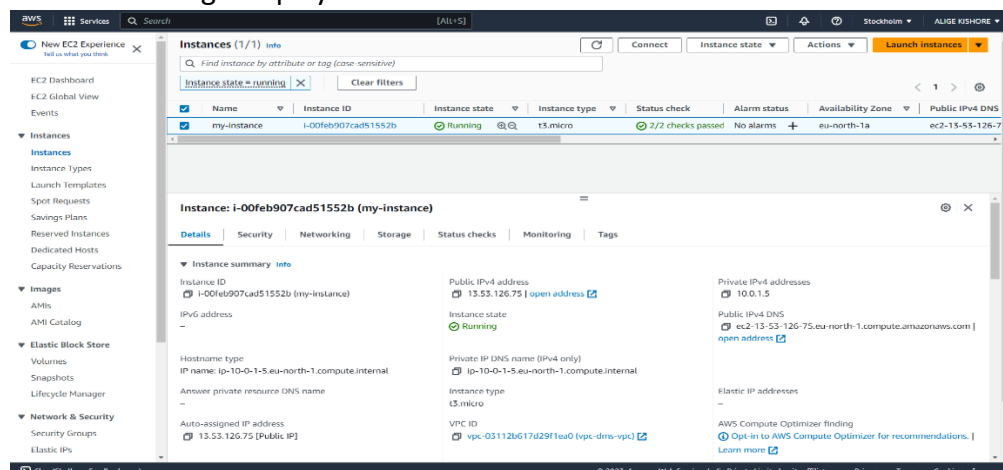 aws Services Search [Alt+S] Stockholm ALIGE KISHORE
New EC2 Experience
Tell us what you think
EC2 Dashboard
EC2 Global View
Events
Instances
Instances
Instance Types
Launch Templates
Spot Requests
Savings Plans
Reserved Instances
Dedicated Hosts
Capacity Reservations
Images
AMIs
AMI Catalog
Elastic Block Store
Volumes
Snapshots
Lifecycle Manager
Network & Security
Security Groups
Elastic IPs
Instances (1/1) Info
Connect Instance state Actions Launch instances
Find instance by attribute or tag (case-sensitive)
Instance state = running Clear filters
1
Name Instance ID Instance state Instance type Status check Alarm status Availability Zone Public IPv4 DNS
my-instance i-00feb907cad51552b Running t3.micro 2/2 checks passed No alarms + eu-north-1a ec2-13-53-126-7
Instance: i-00feb907cad51552b (my-instance)
Details Security Networking Storage Status checks Monitoring Tags
Instance summary Info
Instance ID
i-00feb907cad51552b (my-instance)
Public IPv4 address
13.53.126.75 | open address
Private IPv4 addresses
10.0.1.5
IPv6 address
–
Instance state
Running
Public IPv4 DNS
ec2-13-53-126-75.eu-north-1.compute.amazonaws.com |
open address
Hostname type
IP name: ip-10-0-1-5.eu-north-1.compute.internal
Private IP DNS name (IPv4 only)
ip-10-0-1-5.eu-north-1.compute.internal
Answer private resource DNS name
–
Instance type
t3.micro
Elastic IP addresses
–
Auto-assigned IP address
13.53.126.75 [Public IP]
VPC ID
vpc-03112b617d29f1ea0 (vpc-dms-vpc)
AWS Compute Optimizer finding
Opt-in to AWS Compute Optimizer for recommendations. |
Learn more